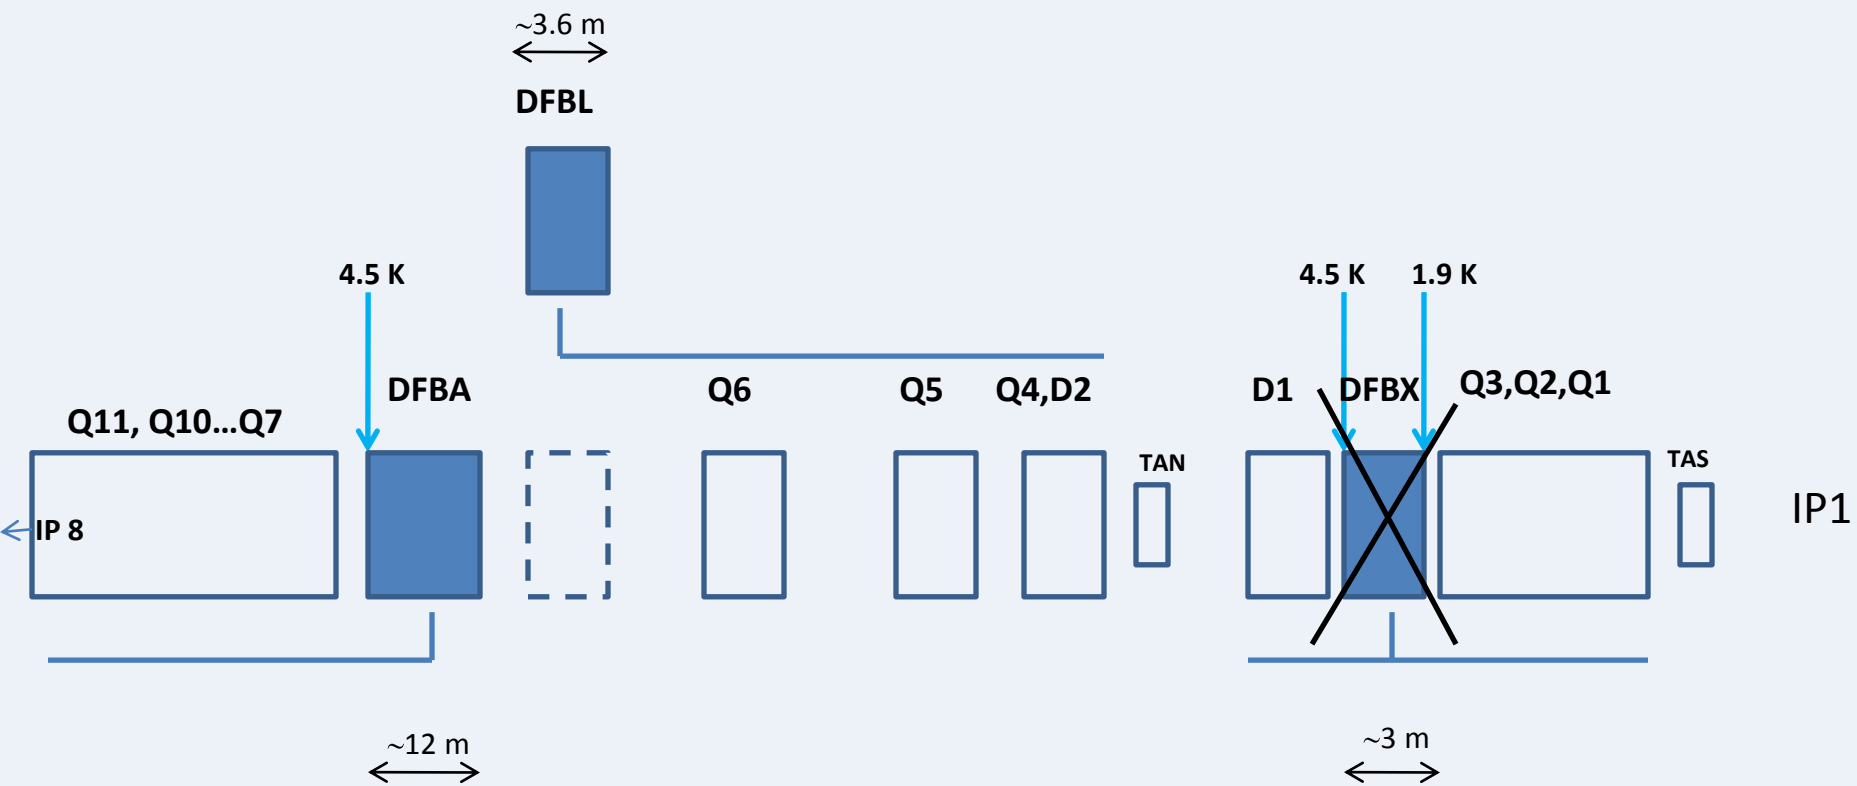 ~3.6 m
DFBL
4.5 K
4.5 K
1.9 K
DFBA
Q6
Q5
Q4,D2
D1
DFBX
Q3,Q2,Q1
Q11, Q10...Q7
TAN
TAS
IP 8
IP1
~12 m
~3 m